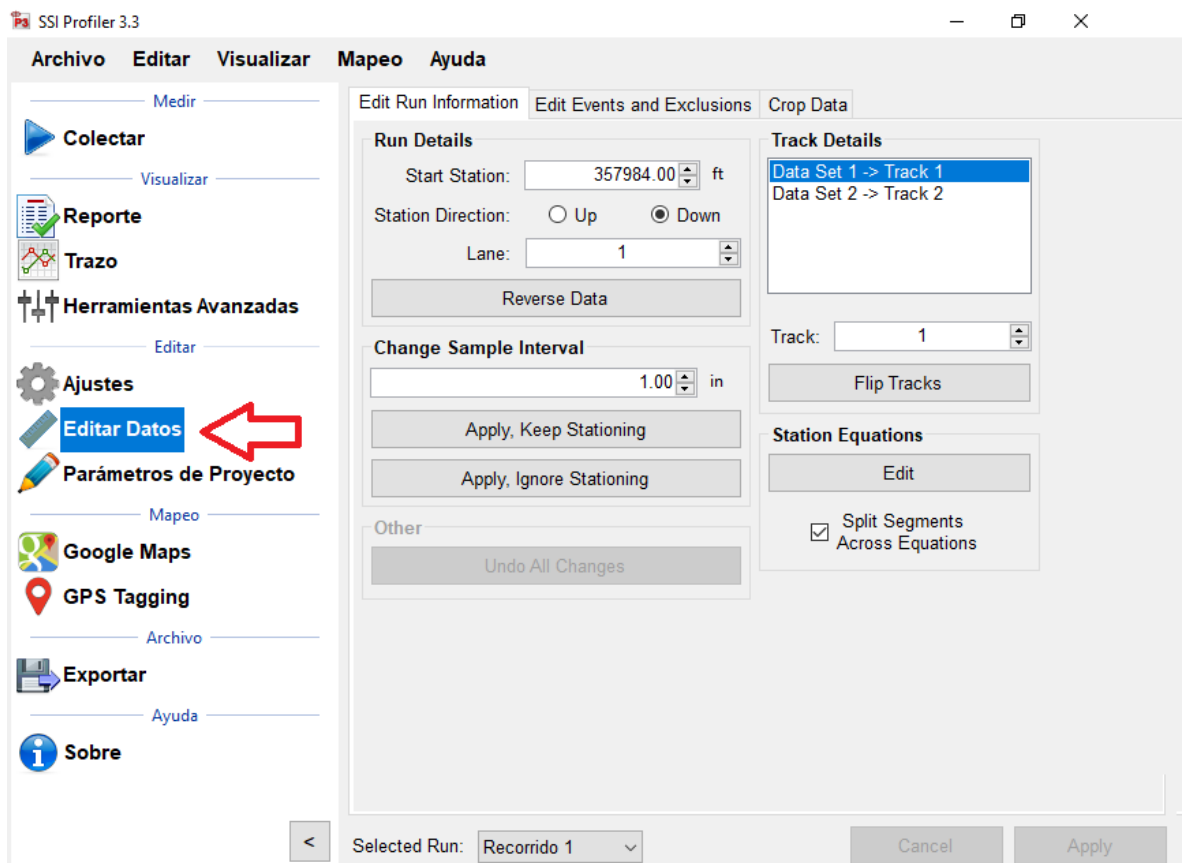 SSI Profiler 3.3
Archivo Editar Visualizar Mapeo Ayuda
Medir
Colectar
Visualizar
Reporte
Trazo
Herramientas Avanzadas
Editar
Ajustes
Editar Datos
Parámetros de Proyecto
Mapeo
Google Maps
GPS Tagging
Archivo
Exportar
Ayuda
Sobre
<
Edit Run Information Edit Events and Exclusions Crop Data
Run Details
Start Station: 357984.00 ft
Station Direction: Up Down
Lane: 1
Reverse Data
Change Sample Interval
1.00 in
Apply, Keep Stationing
Apply, Ignore Stationing
Other
Undo All Changes
Track Details
Data Set 1 -> Track 1
Data Set 2 -> Track 2
Track: 1
Flip Tracks
Station Equations
Edit
Split Segments
Across Equations
Selected Run: Recorrido 1 Cancel Apply